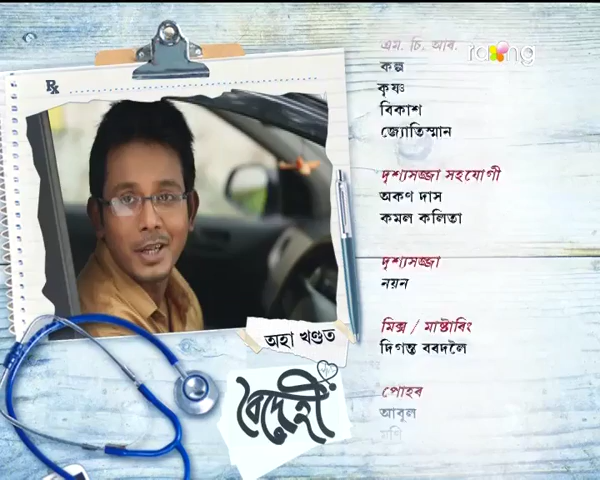 rang
Rx
এম. চি. আৰ.
কল্প
কৃষ্ণঃ
বিকাশ
জ্যোতিস্মান
দৃশ্যসজ্জা সহযোগী
অৰুণ দাস
কমল কলিতা
দৃশ্যসজ্জা
নয়ন
মিক্স / মাষ্টাৰিং
দিগন্ত বৰদলৈ
পোহৰ
আবুল
মণি
অহা খণ্ডত
বৈদেহী